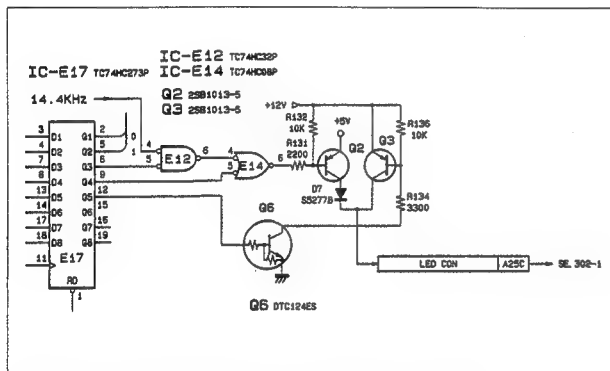 IC-E12 TC74HC32P
IC-E17 TC74HC273P IC-E14 TC74HC08P
Q2 2SB1013-5
14.4KHz Q3 2SB1013-5
+12V R132 10K +5V R136 10K
R131 2200 Q2 Q3
3 D1 Q1 2 0
4 D2 Q2 5 1
7 D3 Q3 6
8 D4 Q4 9
13 D5 Q5 12
14 D6 Q6 15
17 D7 Q7 16
18 D8 Q8 19
E17
11 RD
1
4 5 E12 6
4 5 E14 6
D7 S5277B
R134 3300
Q6
LED CON A25C SE.302-1
Q6 DTC124ES